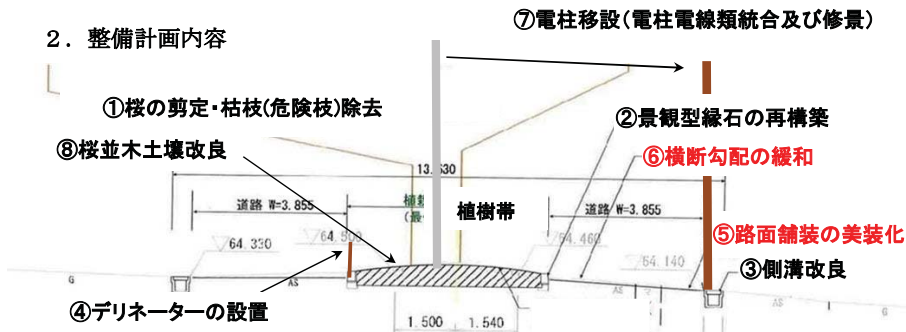 ⑦電柱移設(電柱電線類統合及び修景)
2．整備計画内容
①桜の剪定・枯枝(危険枝)除去
②景観型縁石の再構築
⑧桜並木土壌改良
⑥横断勾配の緩和
13.630
道路 W=3.855
植樹帯
道路 W=3.855
64.330
64.460
64.140
⑤路面舗装の美装化
③側溝改良
④デリネーターの設置
G
AS
AS
AS
G
1.500
1.540